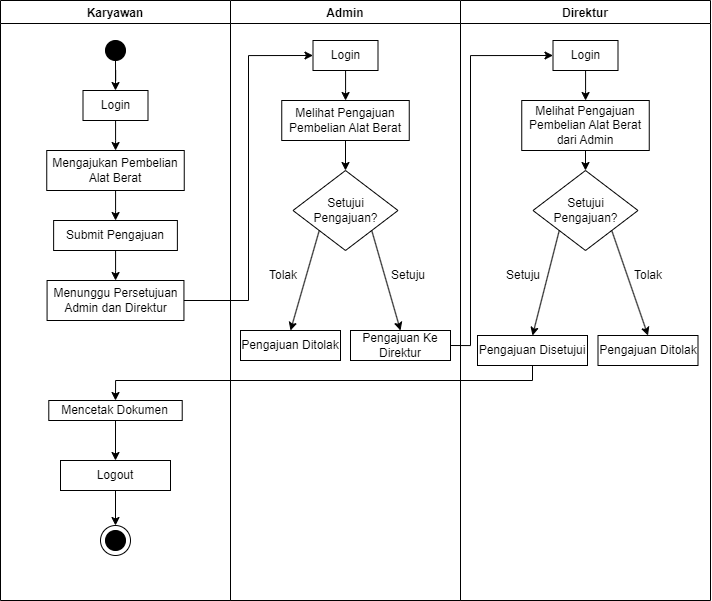 Karyawan
Admin
Direktur
Login
Mengajukan Pembelian
Alat Berat
Submit Pengajuan
Menunggu Persetujuan
Admin dan Direktur
Mencetak Dokumen
Logout
Login
Melihat Pengajuan
Pembelian Alat Berat
Setujui
Pengajuan?
Tolak
Setuju
Pengajuan Ditolak
Pengajuan Ke
Direktur
Login
Melihat Pengajuan
Pembelian Alat Berat
dari Admin
Setujui
Pengajuan?
Setuju
Tolak
Pengajuan Disetujui
Pengajuan Ditolak